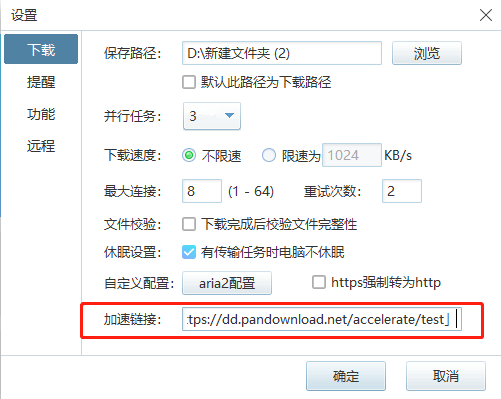 设置
下载
提醒
功能
远程
保存路径： D:\新建文件夹 (2) 浏览
默认此路径为下载路径
并行任务： 3
下载速度： 不限速 限速为 1024 KB/s
最大连接： 8 (1 - 64) 重试次数： 2
文件校验： 下载完成后校验文件完整性
休眠设置： 有传输任务时电脑不休眠
自定义配置： aria2配置 https强制转为http
加速链接： :tps://dd.pandownload.net/accelerate/test」
确定 取消